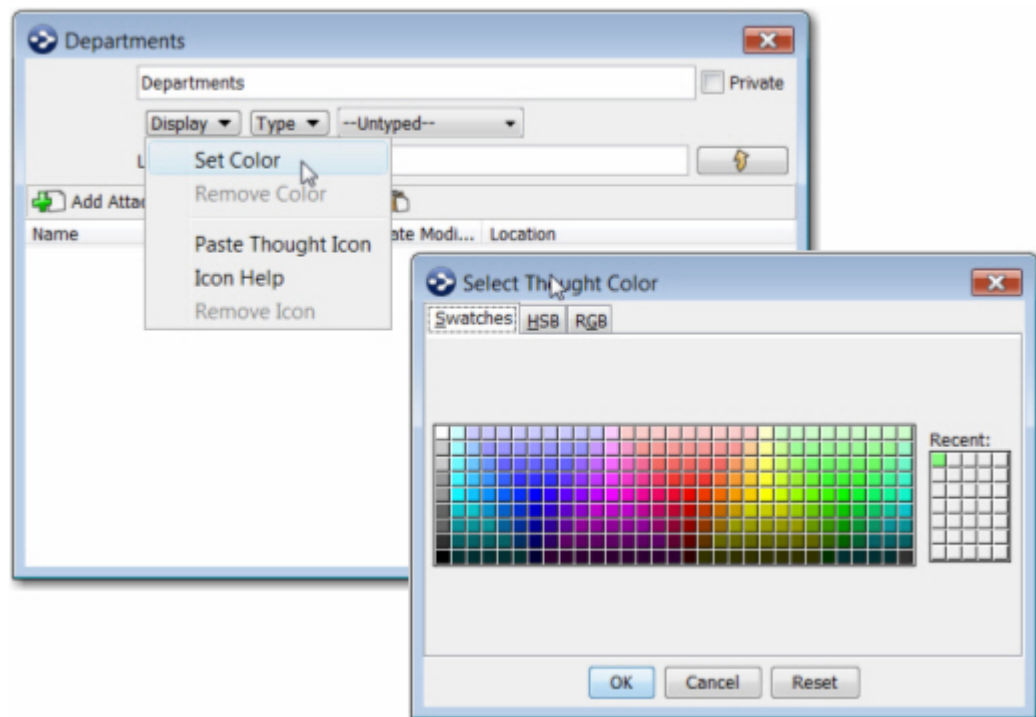 Departments
Departments Private
Display Type --Untyped--
L
Set Color
Remove Color
Add Attac
Name ate Modi... Location
Paste Thought Icon
Icon Help
Remove Icon
Select Thought Color
Swatches HSB RGB
Recent:
OK Cancel Reset